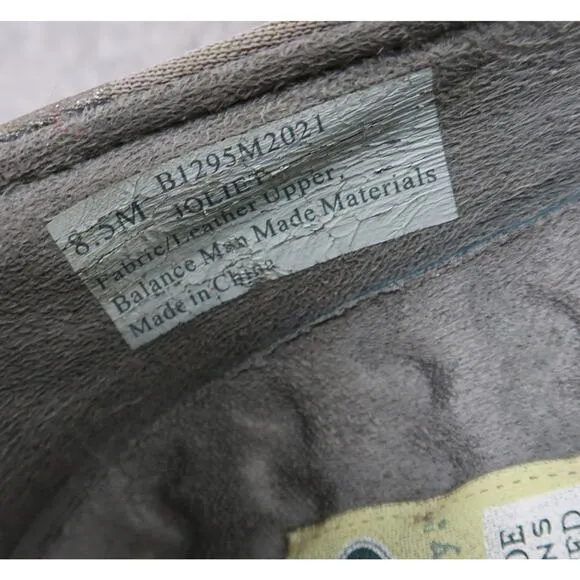 8.5M B1295M2021
JOLIET
Fabric/Leather Upper,
Balance Man Made Materials
Made in China